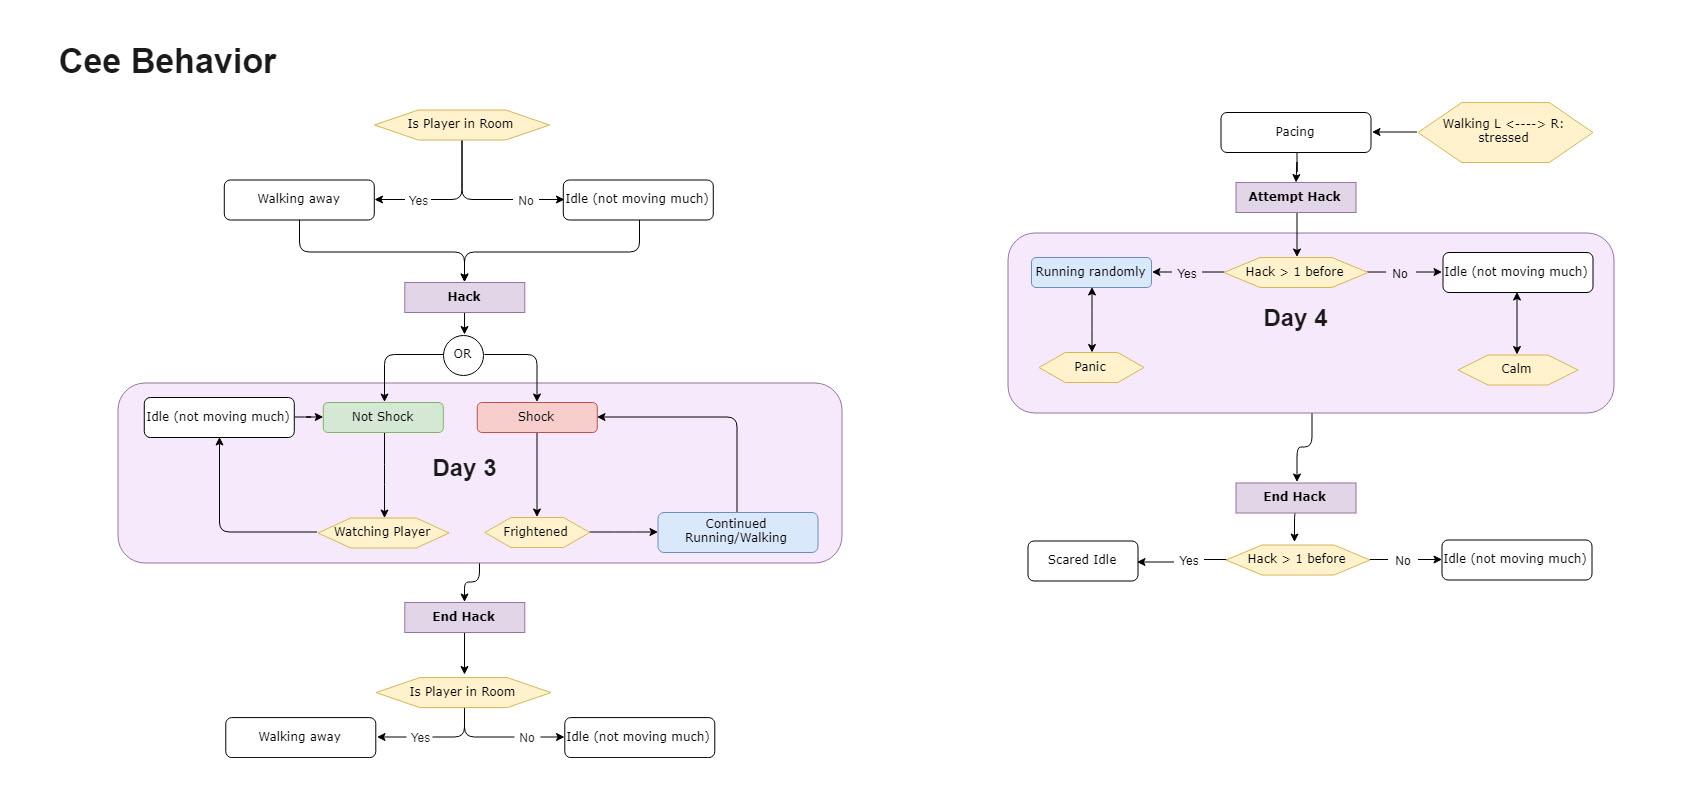 Cee Behavior
Is Player in Room
Walking away
Yes
No
Idle (not moving much)
Hack
OR
Idle (not moving much)
Not Shock
Shock
Day 3
Watching Player
Frightened
Continued
Running/Walking
End Hack
Is Player in Room
Walking away
Yes
No
Idle (not moving much)
Pacing
Walking L <----> R:
stressed
Attempt Hack
Running randomly
Yes
Hack > 1 before
No
Idle (not moving much)
Day 4
Panic
Calm
End Hack
Scared Idle
Yes
Hack > 1 before
No
Idle (not moving much)